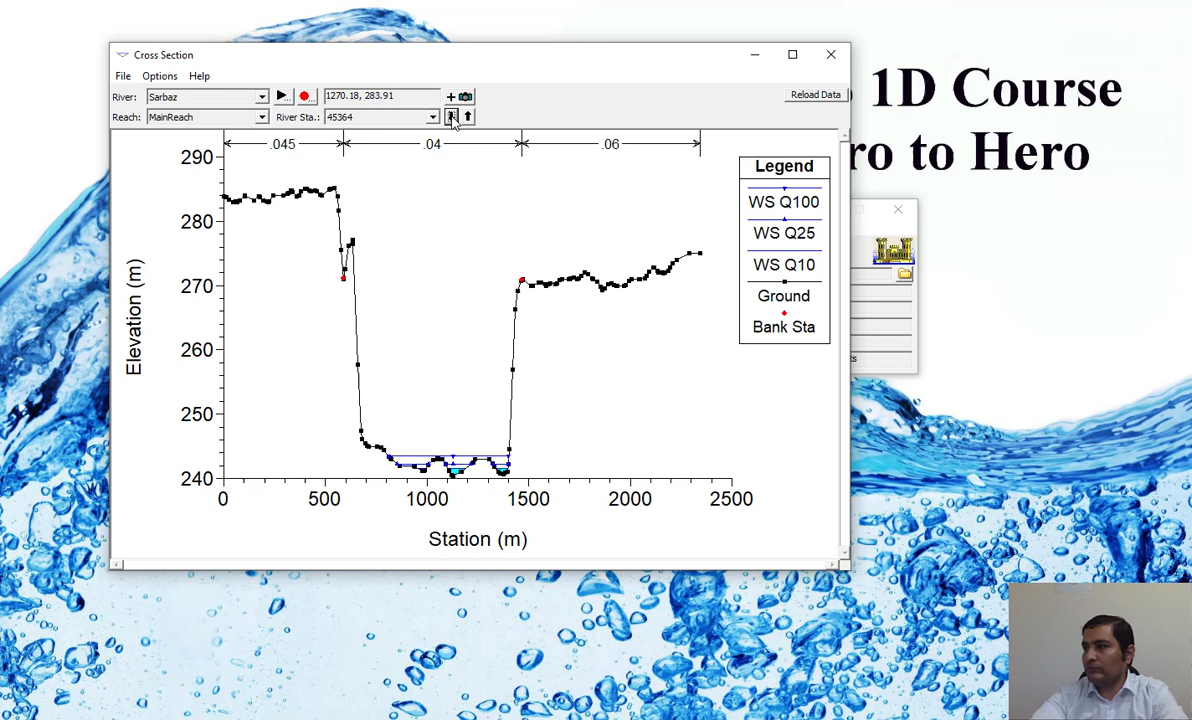 1D Course
ro to Hero
Cross Section
File Options Help
River: Sarbaz 1270.18, 283.91 Reload Data
Reach: MainReach River Sta.: 45364
.045 .04 .06
Legend
WS Q100
WS Q25
WS Q10
Ground
Bank Sta
290
280
270
260
250
240
0 500 1000 1500 2000 2500
Elevation (m)
Station (m)
ts